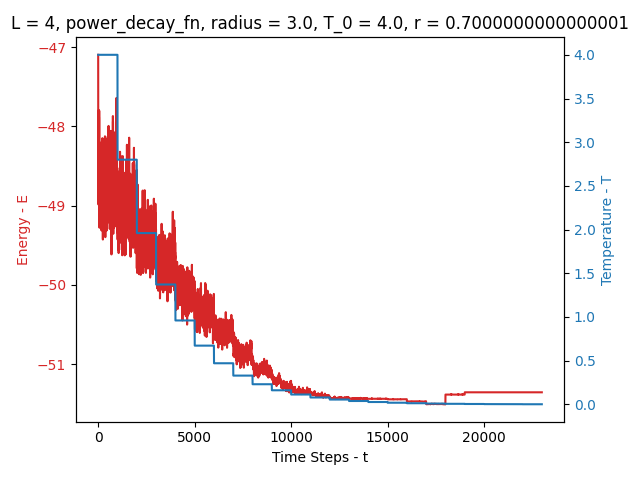 L = 4, power_decay_fn, radius = 3.0, T_0 = 4.0, r = 0.7000000000000001
−47
−48
−49
−50
−51
Energy - E
4.0
3.5
3.0
2.5
2.0
1.5
1.0
0.5
0.0
Temperature - T
0 5000 10000 15000 20000
Time Steps - t